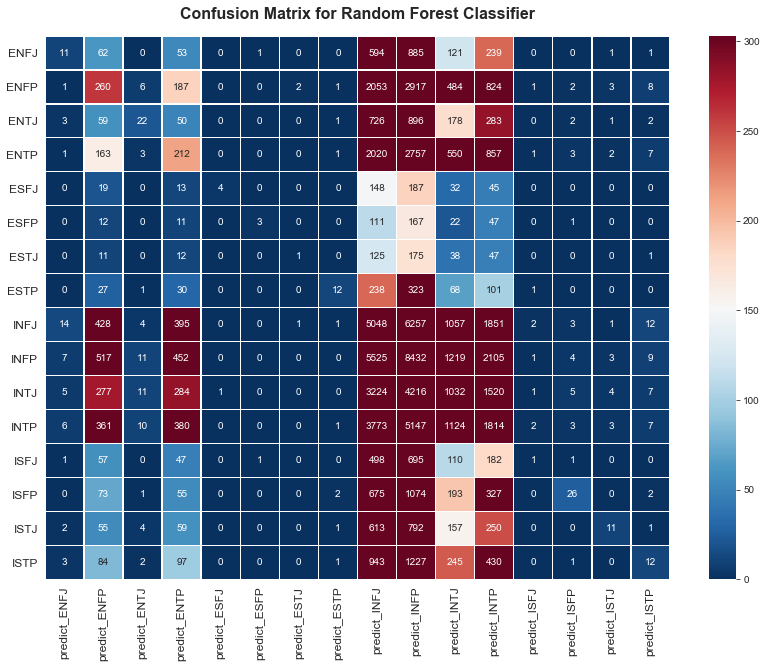 Confusion Matrix for Random Forest Classifier
ENFJ 11 62 0 53 0 1 0 0 594 885 121 239 0 0 1 1
ENFP 1 260 6 187 0 0 2 1 2053 2917 484 824 1 2 3 8
ENTJ 3 59 22 50 0 0 0 0 726 896 178 283 0 2 1 2
ENTP 1 163 3 212 0 0 0 1 2020 2757 550 857 1 3 2 7
ESFJ 0 19 0 13 4 0 0 0 148 187 32 45 0 0 0 0
ESFP 0 12 0 11 0 3 0 0 111 167 22 47 0 1 0 0
ESTJ 0 11 0 12 0 0 1 0 125 175 38 47 0 0 0 1
ESTP 0 27 1 30 0 0 0 12 238 323 68 101 1 0 0 0
INFJ 14 428 4 395 0 0 1 1 5048 6257 1057 1851 2 3 1 12
INFP 7 517 11 452 0 0 0 0 5525 8432 1219 2105 1 4 3 9
INTJ 5 277 11 284 1 0 0 0 3224 4216 1032 1520 1 5 4 7
INTP 6 361 10 380 0 0 0 1 3773 5147 1124 1814 2 3 3 7
ISFJ 1 57 0 47 0 1 0 0 498 695 110 182 1 1 0 0
ISFP 0 73 1 55 0 0 0 2 675 1074 193 327 0 26 0 2
ISTJ 2 55 4 59 0 0 0 1 613 792 157 250 0 0 11 1
ISTP 3 84 2 97 0 0 0 1 943 1227 245 430 0 1 0 12
predict_ENFJ predict_ENFP predict_ENTJ predict_ENTP predict_ESFJ predict_ESFP predict_ESTJ predict_ESTP predict_INFJ predict_INFP predict_INTJ predict_INTP predict_ISFJ predict_ISFP predict_ISTJ predict_ISTP
300
250
200
150
100
50
0